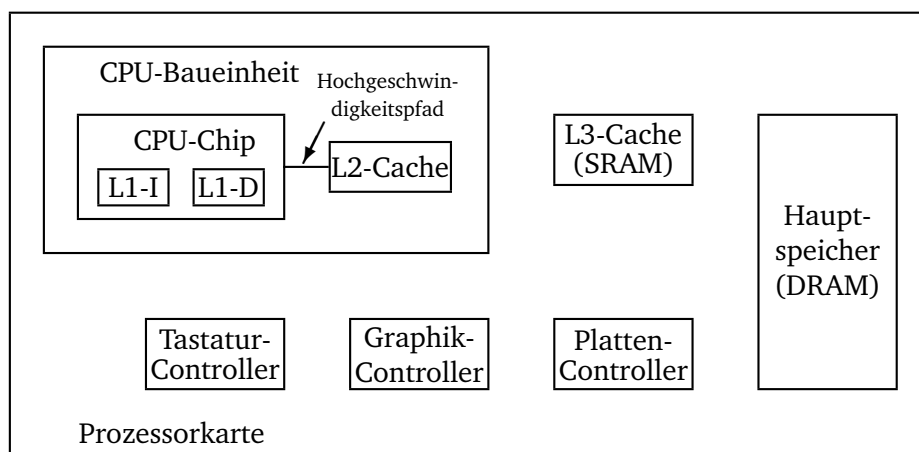 CPU-Baueinheit
Hochgeschwin-
digkeitspfad
CPU-Chip
L1-I
L1-D
L2-Cache
L3-Cache
(SRAM)
Haupt-
speicher
(DRAM)
Tastatur-
Controller
Graphik-
Controller
Platten-
Controller
Prozessorkarte